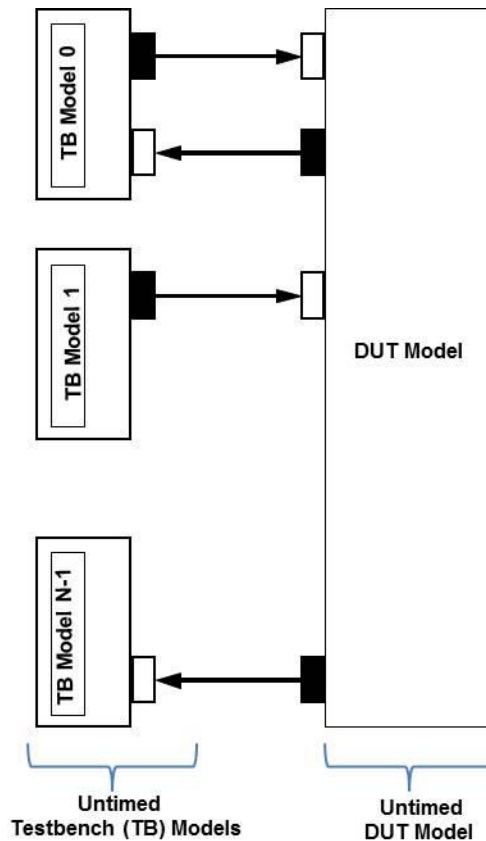 TB Model 0
TB Model 1
DUT Model
TB Model N-1
Untimed
Testbench (TB) Models
Untimed
DUT Model